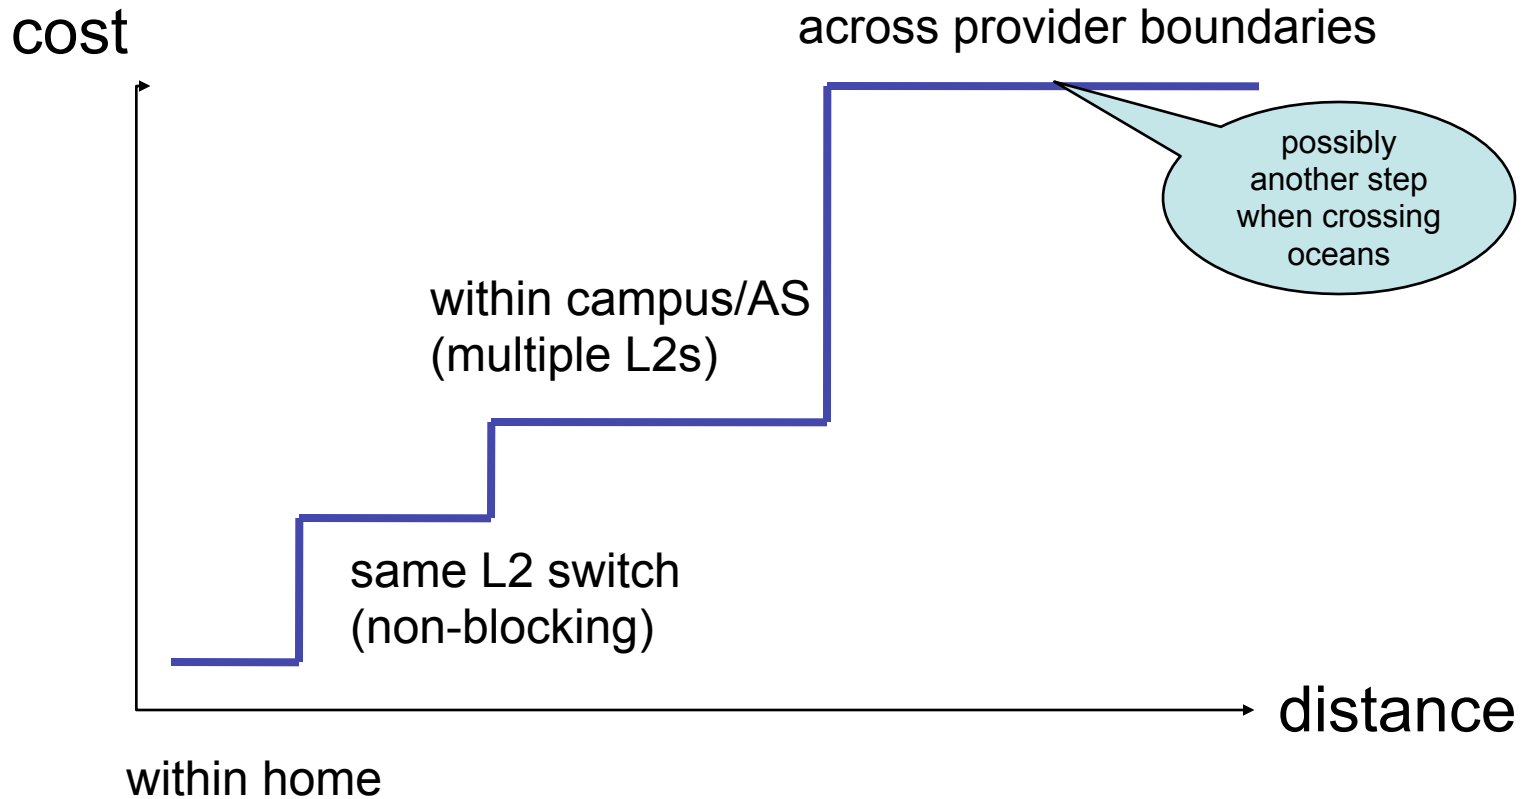 cost
across provider boundaries
possibly
another step
when crossing
oceans
within campus/AS
(multiple L2s)
same L2 switch
(non-blocking)
distance
within home